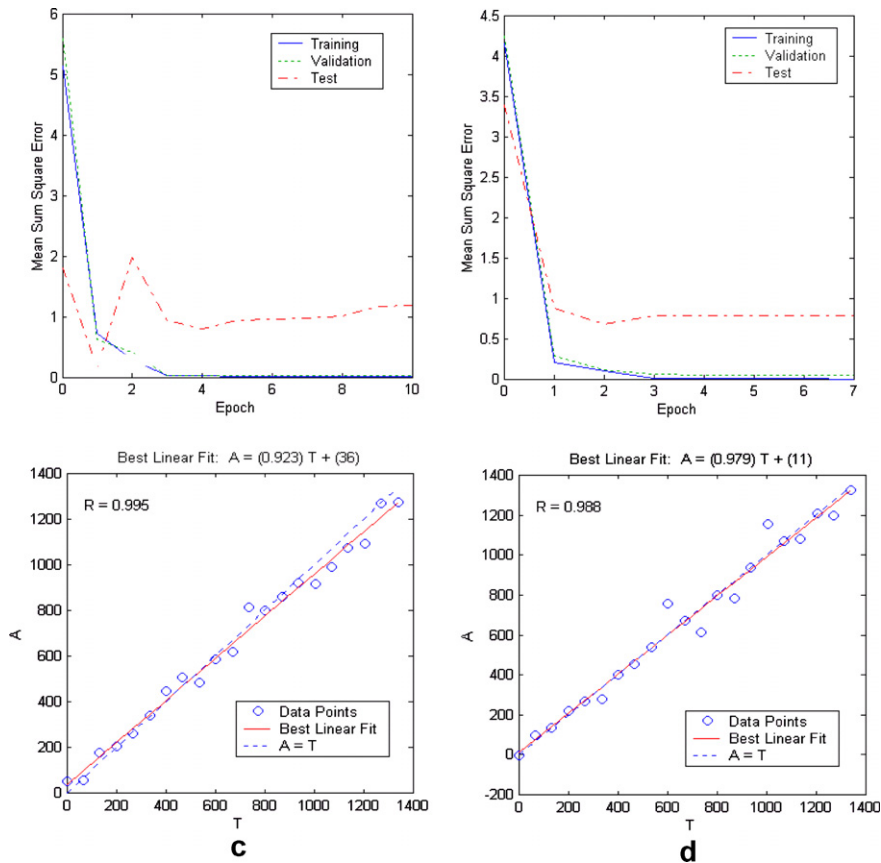 6
5
4
3
2
1
0
0
2
4
6
8
10
Mean Sum Square Error
Epoch
Training
Validation
Test
4.5
4
3.5
3
2.5
2
1.5
1
0.5
0
0
1
2
3
4
5
6
7
Mean Sum Square Error
Epoch
Training
Validation
Test
Best Linear Fit: A = (0.923) T + (36)
1400
1200
1000
800
600
400
200
0
0
200
400
600
800
1000
1200
1400
A
T
R = 0.995
Data Points
Best Linear Fit
A = T
c
Best Linear Fit: A = (0.979) T + (11)
1400
1200
1000
800
600
400
200
0
-200
0
200
400
600
800
1000
1200
1400
A
T
R = 0.988
Data Points
Best Linear Fit
A = T
d